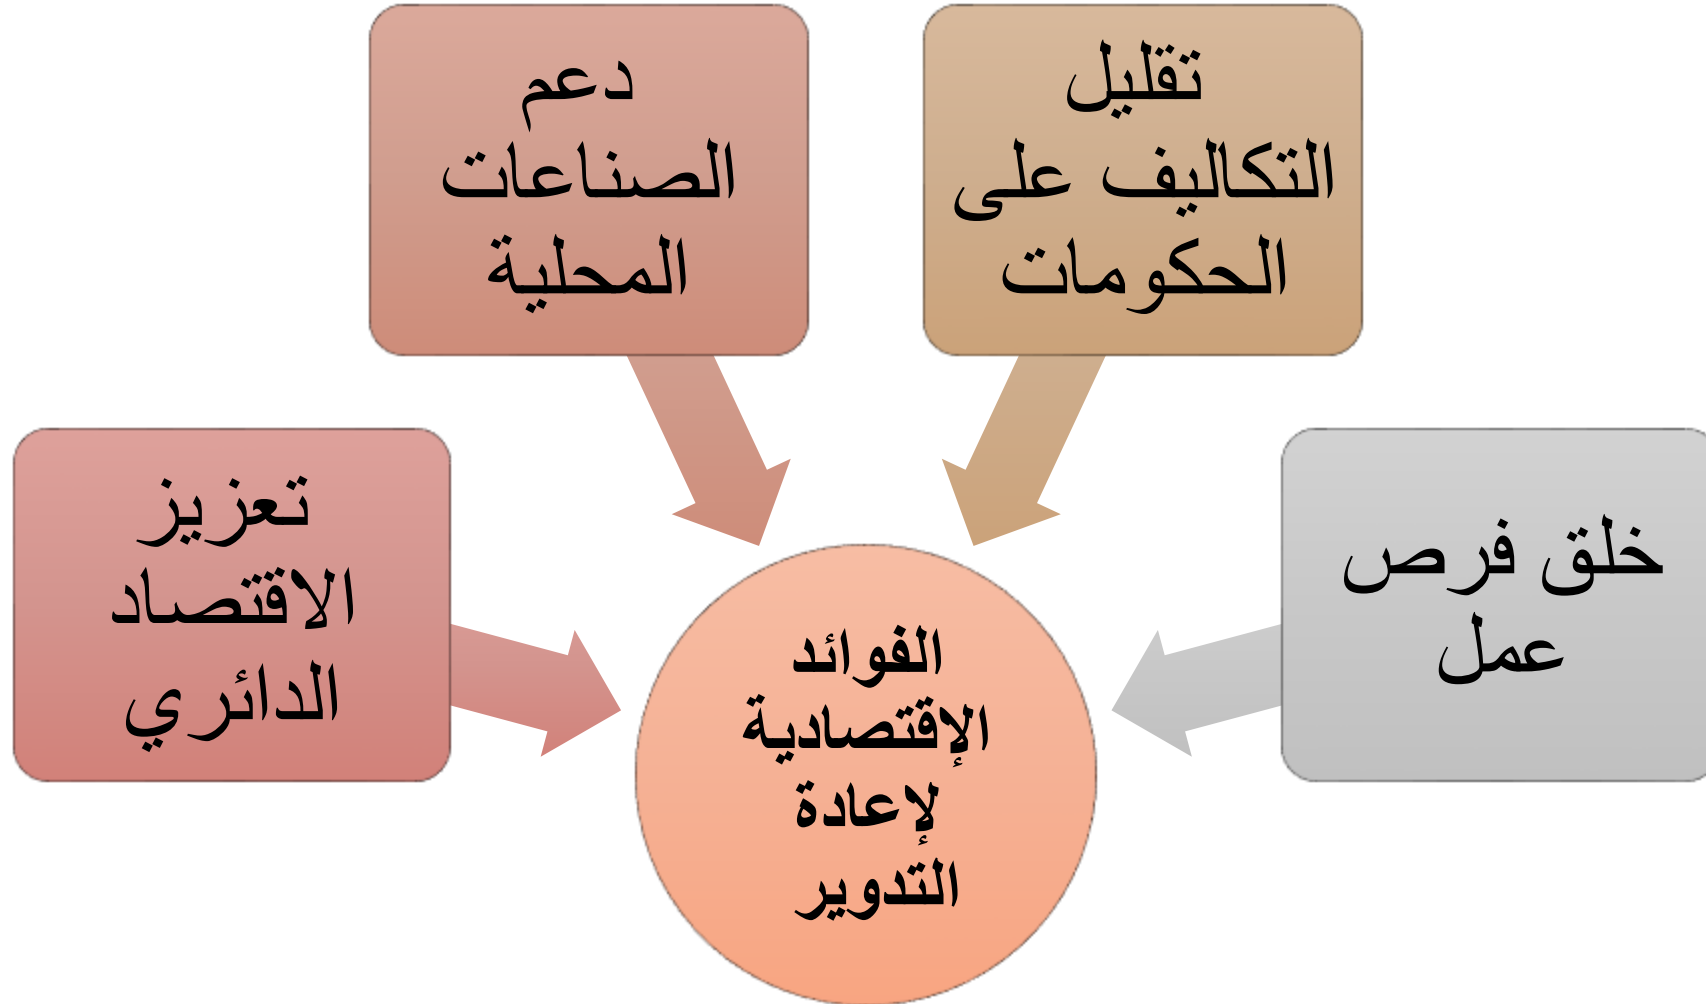 تقليل
التكاليف على
الحكومات
دعم
الصناعات
المحلية
خلق فرص
عمل
تعزيز
الاقتصاد
الدائري
الفوائد
الإقتصادية
لإعادة
التدوير